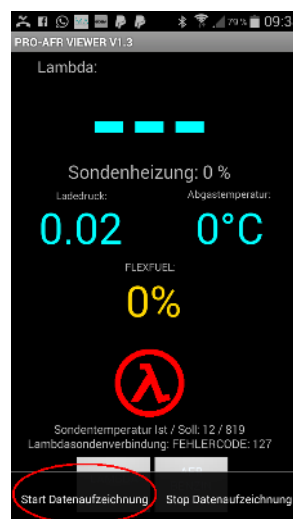 79% 09:3
PRO-AFR VIEWER V1.3
Lambda:
---
Sondenheizung: 0 %
Ladedruck: Abgastemperatur:
0.02 0°C
FLEXFUEL:
0%
λ
Sondentemperatur Ist / Soll: 12 / 819
Lambdasondenverbindung: FEHLERCODE: 127
Start Datenaufzeichnung Stop Datenaufzeichnung